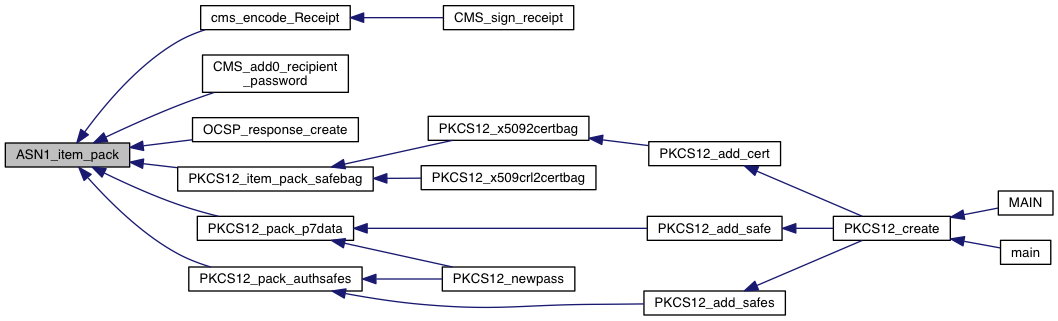 cms_encode_Receipt
CMS_sign_receipt
CMS_add0_recipient
_password
OCSP_response_create
PKCS12_x5092certbag
ASN1_item_pack
PKCS12_add_cert
PKCS12_item_pack_safebag
PKCS12_x509crl2certbag
MAIN
PKCS12_pack_p7data
PKCS12_add_safe
PKCS12_create
main
PKCS12_pack_authsafes
PKCS12_newpass
PKCS12_add_safes